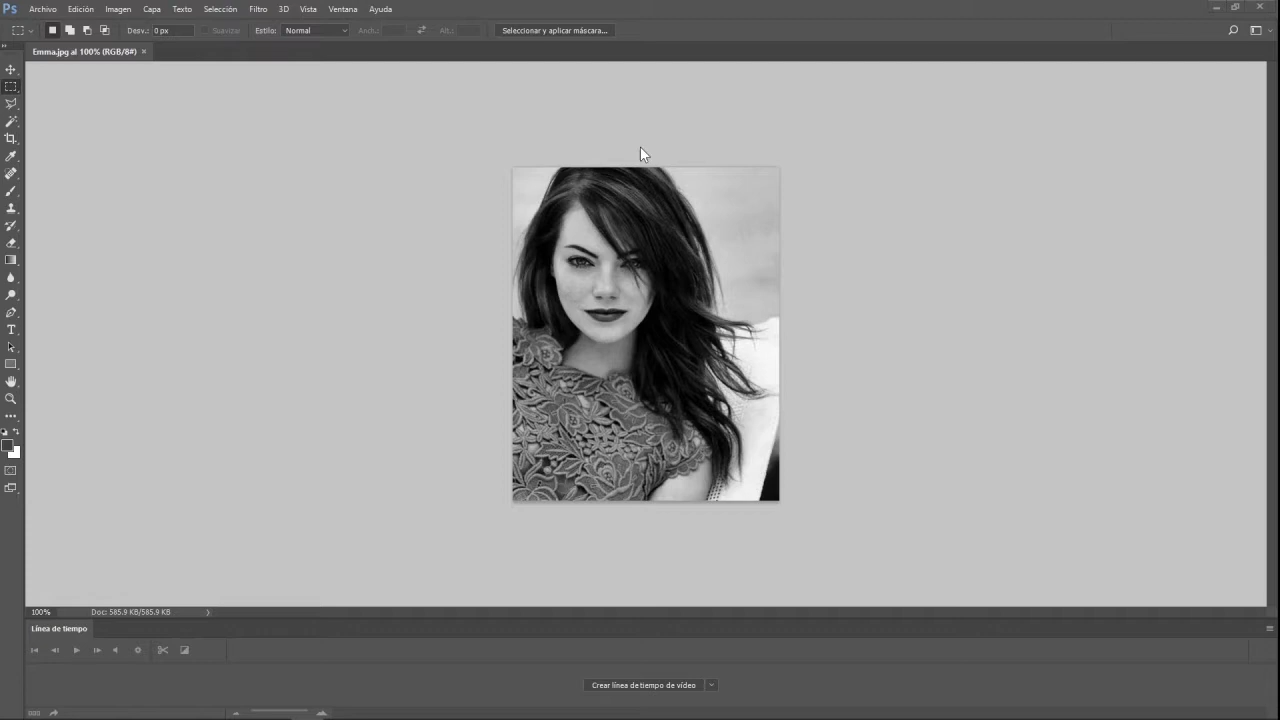 Ps Archivo Edición Imagen Capa Texto Selección Filtro 3D Vista Ventana Ayuda
Desv.: 0 px Suavizar Estilo: Normal Anch.: Alt.: Seleccionar y aplicar máscara...
Emma.jpg al 100% (RGB/8#) ×
100% Doc: 585.9 KB/585.9 KB
Línea de tiempo
Crear línea de tiempo de vídeo